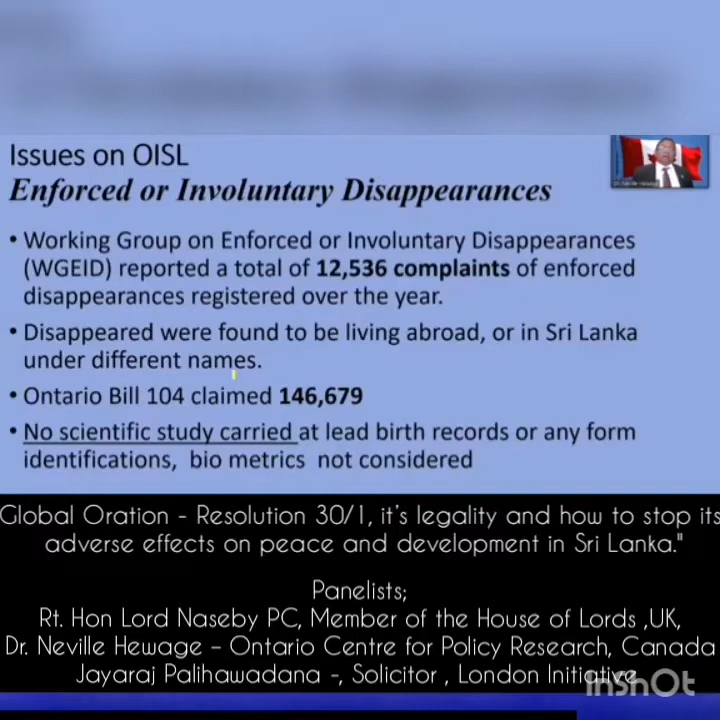 Issues on OISL
Enforced or Involuntary Disappearances
• Working Group on Enforced or Involuntary Disappearances
(WGEID) reported a total of 12,536 complaints of enforced
disappearances registered over the year.
• Disappeared were found to be living abroad, or in Sri Lanka
under different names.
• Ontario Bill 104 claimed 146,679
• No scientific study carried at lead birth records or any form
identifications, bio metrics not considered
Global Oration - Resolution 30/1, it's legality and how to stop its
adverse effects on peace and development in Sri Lanka."
Panelists;
Rt. Hon Lord Naseby PC, Member of the House of Lords ,UK,
Dr. Neville Hewage – Ontario Centre for Policy Research, Canada
Jayaraj Palihawadana -, Solicitor , London Initiative
InShOt